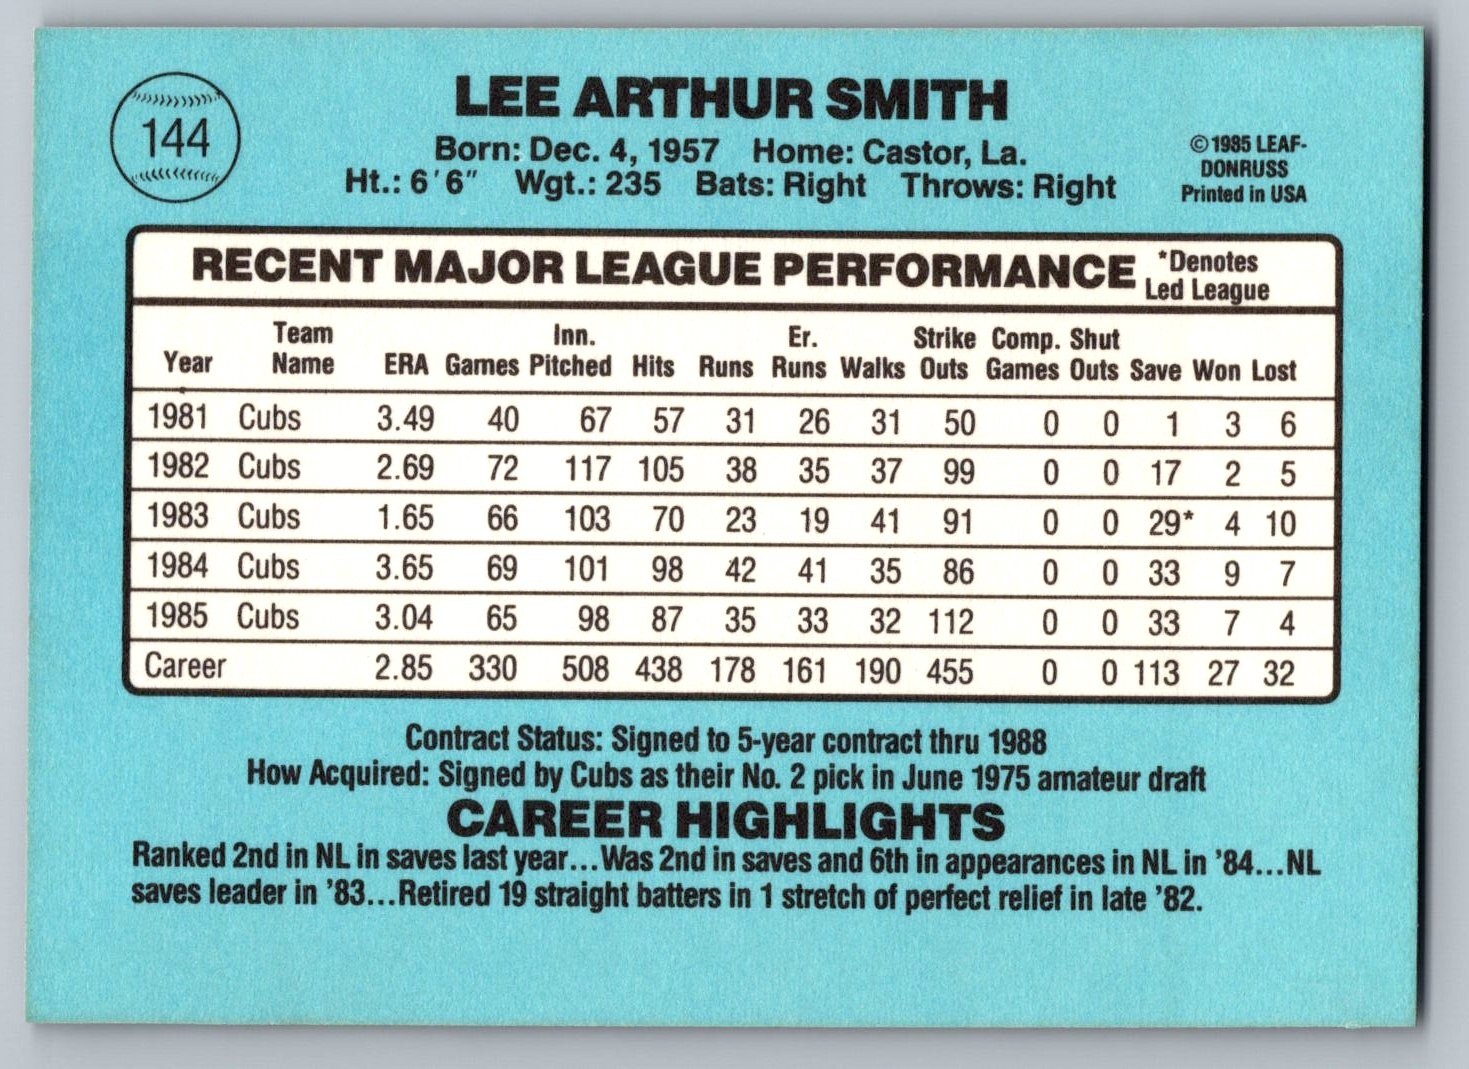 144
LEE ARTHUR SMITH
Born: Dec. 4, 1957 Home: Castor, La.
Ht.: 6'6" Wgt.: 235 Bats: Right Throws: Right
©1985 LEAF-
DONRUSS
Printed in USA
RECENT MAJOR LEAGUE PERFORMANCE *Denotes
Led League
Year Team Name ERA Games Inn. Pitched Hits Runs Er. Runs Walks Strike Outs Comp. Games Shut Outs Save Won Lost
1981 Cubs 3.49 40 67 57 31 26 31 50 0 0 1 3 6
1982 Cubs 2.69 72 117 105 38 35 37 99 0 0 17 2 5
1983 Cubs 1.65 66 103 70 23 19 41 91 0 0 29* 4 10
1984 Cubs 3.65 69 101 98 42 41 35 86 0 0 33 9 7
1985 Cubs 3.04 65 98 87 35 33 32 112 0 0 33 7 4
Career 2.85 330 508 438 178 161 190 455 0 0 113 27 32
Contract Status: Signed to 5-year contract thru 1988
How Acquired: Signed by Cubs as their No. 2 pick in June 1975 amateur draft
CAREER HIGHLIGHTS
Ranked 2nd in NL in saves last year...Was 2nd in saves and 6th in appearances in NL in '84...NL
saves leader in '83...Retired 19 straight batters in 1 stretch of perfect relief in late '82.